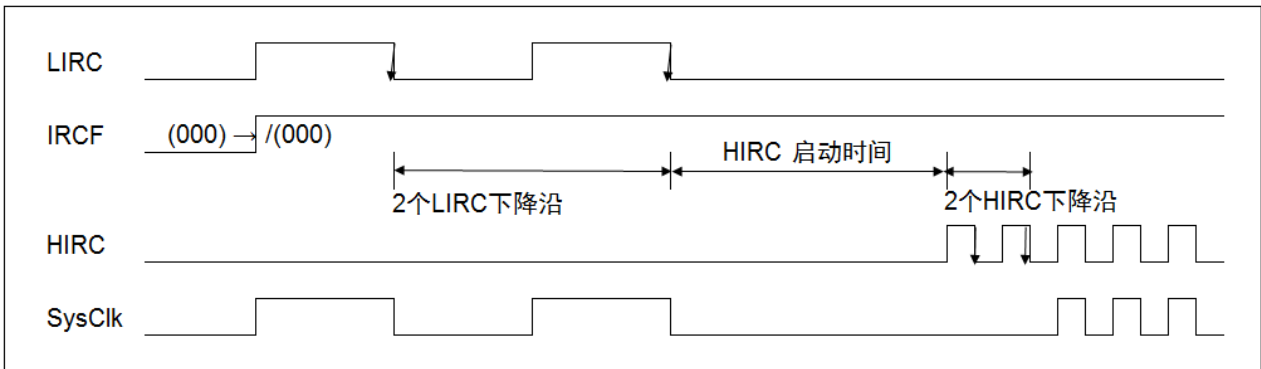 LIRC
IRCF (000) → /(000)
HIRC 启动时间
2个LIRC下降沿 2个HIRC下降沿
HIRC
SysClk